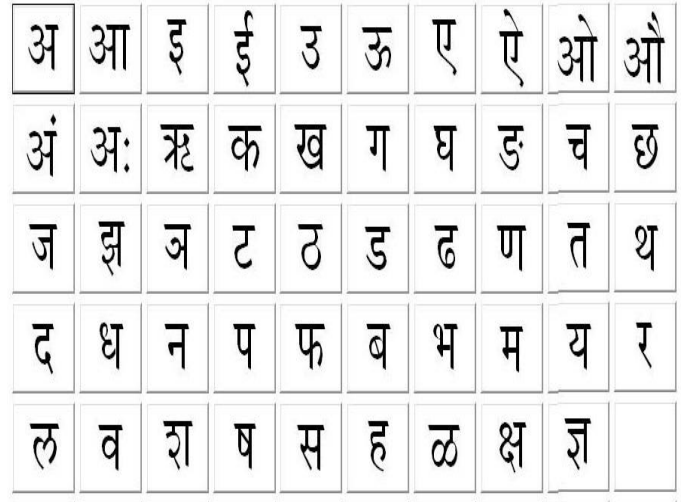 अ आ इ ई उ ऊ ए ऐ ओ औ
अं अः ऋ क ख ग घ ङ च छ
ज झ ञ ट ठ ड ढ ण त थ
द ध न प फ ब भ म य र
ल व श ष स ह ळ क्ष ज्ञ